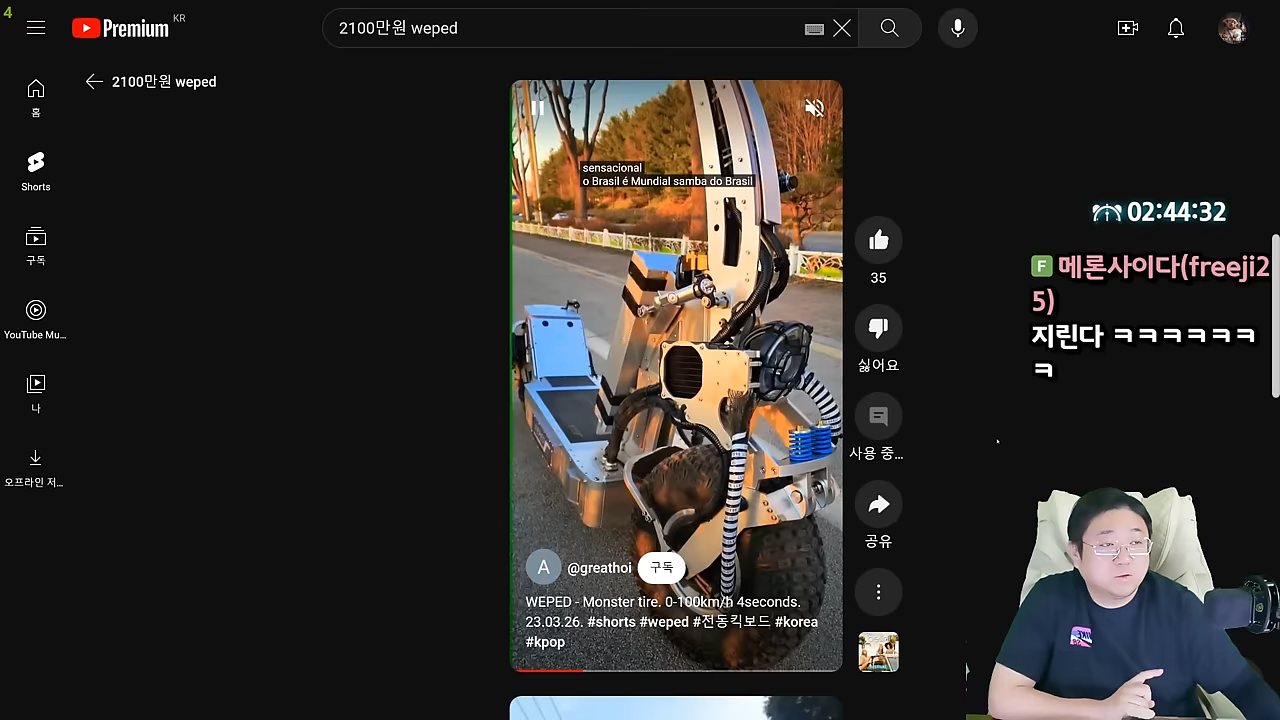 4
Premium KR
2100만원 weped
2100만원 weped
홈
Shorts
구독
YouTube Mu...
나
오프라인 저...
sensacional
o Brasil é Mundial samba do Brasil
35
싫어요
사용 중...
공유
A @greathoi 구독
WEPED - Monster tire. 0-100km/h 4seconds.
23.03.26. #shorts #weped #전동킥보드 #korea
#kpop
02:44:32
F 메론사이다(freeji2
5)
지린다 ㅋㅋㅋㅋㅋㅋ
ㅋ
NIKE